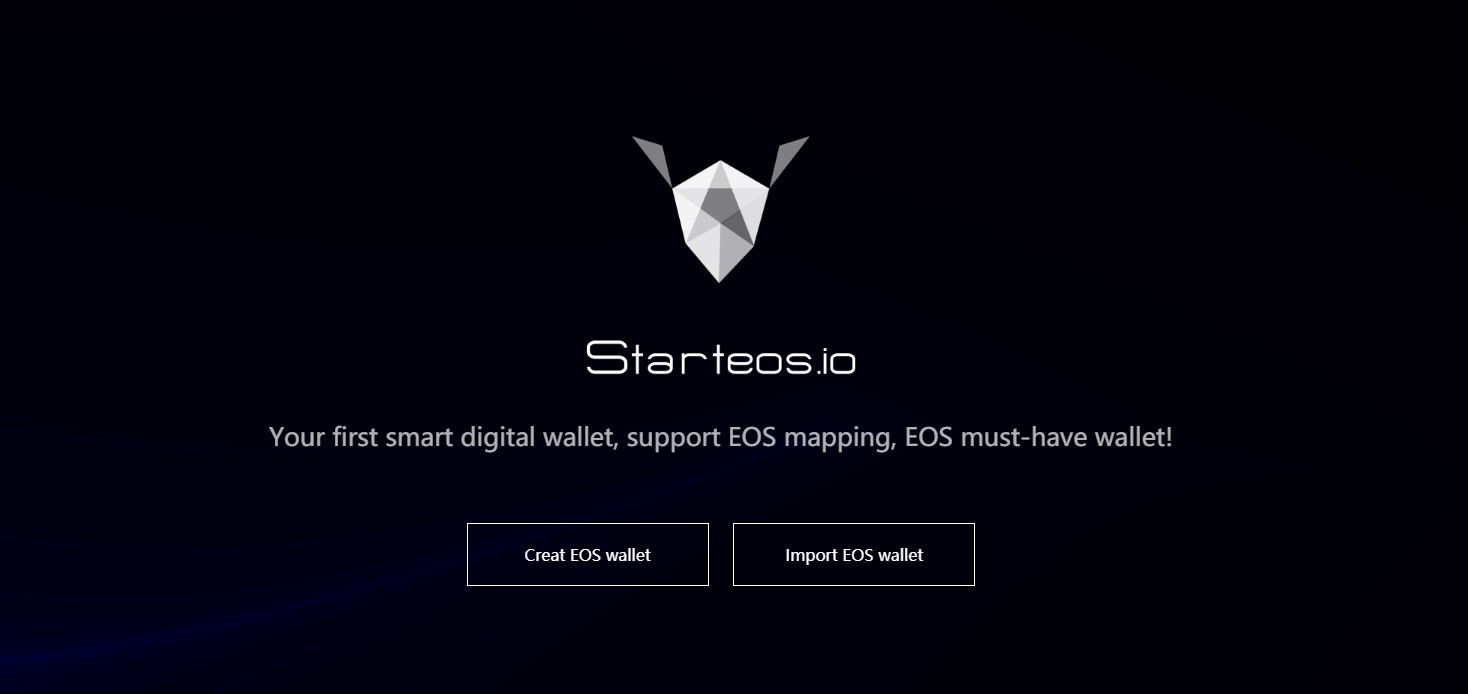 Starteos.io
Your first smart digital wallet, support EOS mapping, EOS must-have wallet!
Creat EOS wallet
Import EOS wallet